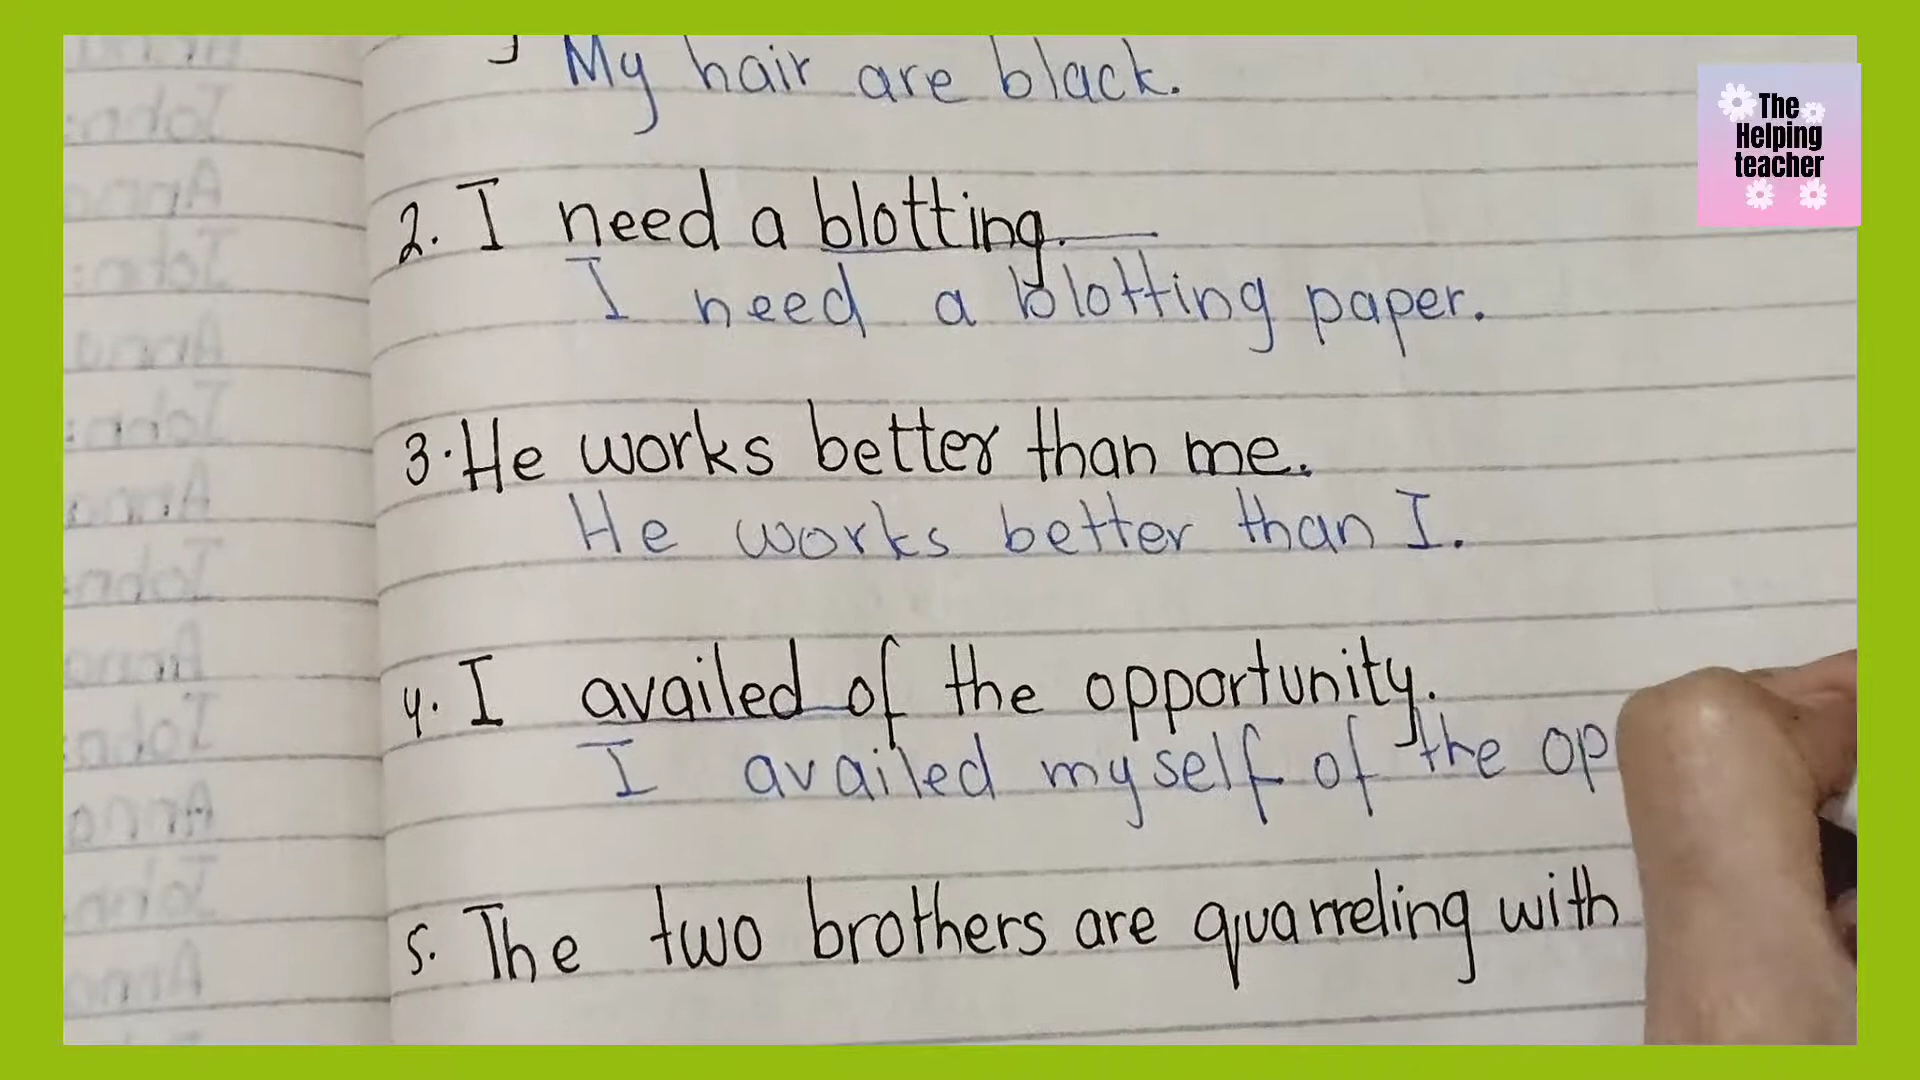 My hair are black.
2. I need a blotting.
I need a blotting paper.
3. He works better than me.
He works better than I.
4. I availed of the opportunity.
I availed myself of the op
5. The two brothers are quarreling with
The
Helping
teacher